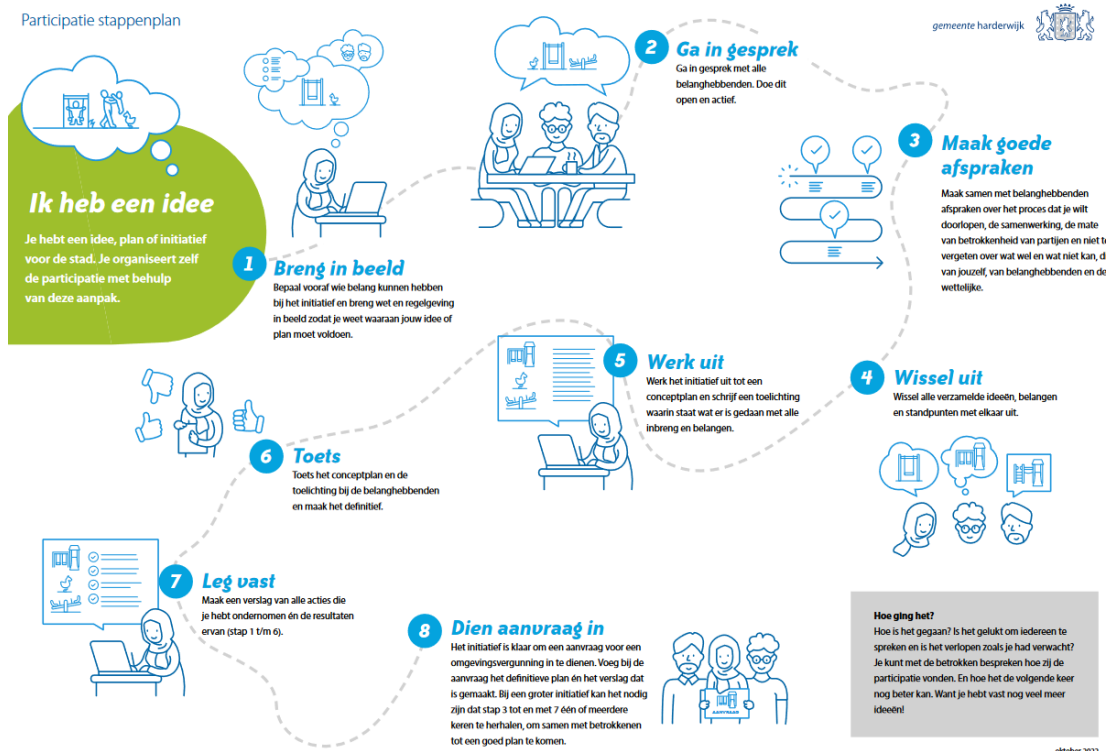 Participatie stappenplan
gemeente harderwijk
Ik heb een idee
Je hebt een idee, plan of initiatief
voor de stad. Je organiseert zelf
de participatie met behulp
van deze aanpak.
1 Breng in beeld
Bepaal vooraf wie belang kunnen hebben
bij het initiatief en breng wet en regelgeving
in beeld zodat je weet waaraan jouw idee of
plan moet voldoen.
2 Ga in gesprek
Ga in gesprek met alle
belanghebbenden. Doe dit
open en actief.
3 Maak goede
afspraken
Maak samen met belanghebbenden
afspraken over het proces dat je wilt
doorlopen, de samenwerking, de mate
van betrokkenheid van partijen en niet te
vergeten over wat wel en wat niet kan, di
van jouzelf, van belanghebbenden en de
wettelijke.
4 Wissel uit
Wissel alle verzamelde ideeën, belangen
en standpunten met elkaar uit.
5 Werk uit
Werk het initiatief uit tot een
conceptplan en schrijf een toelichting
waarin staat wat er is gedaan met alle
inbreng en belangen.
6 Toets
Toets het conceptplan en de
toelichting bij de belanghebbenden
en maak het definitief.
7 Leg vast
Maak een verslag van alle acties die
je hebt ondernomen én de resultaten
ervan (stap 1 t/m 6).
8 Dien aanvraag in
Het initiatief is klaar om een aanvraag voor een
omgevingsvergunning in te dienen. Voeg bij de
aanvraag het definitieve plan én het verslag dat
is gemaakt. Bij een groter initiatief kan het nodig
zijn dat stap 3 tot en met 7 één of meerdere
keren te herhalen, om samen met betrokkenen
tot een goed plan te komen.
AANVRAAG
Hoe ging het?
Hoe is het gegaan? Is het gelukt om iedereen te
spreken en is het verlopen zoals je had verwacht?
Je kunt met de betrokken bespreken hoe zij de
participatie vonden. En hoe het de volgende keer
nog beter kan. Want je hebt vast nog veel meer
ideeën!